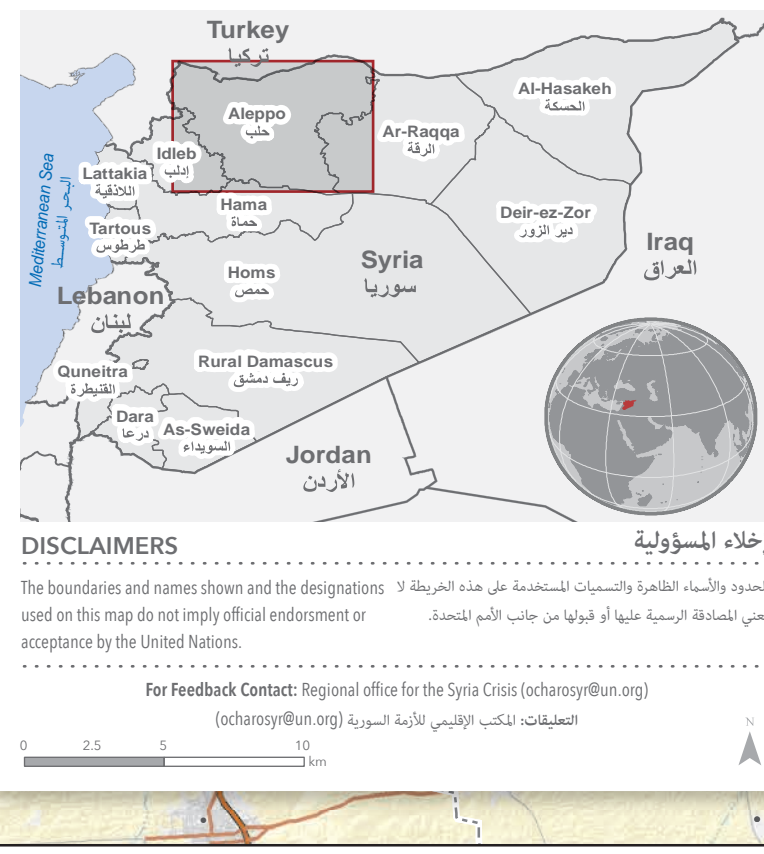 Turkey
تركيا
Al-Hasakeh
الحسكة
Aleppo
حلب
Ar-Raqqa
الرقة
Idleb
إدلب
Lattakia
اللاذقية
Mediterranean Sea
البحر المتوسط
Hama
حماة
Deir-ez-Zor
دير الزور
Tartous
طرطوس
Iraq
العراق
Syria
سوريا
Homs
حمص
Lebanon
لبنان
Rural Damascus
ريف دمشق
Quneitra
القنيطرة
Dara
درعا
As-Sweida
السويداء
Jordan
الأردن
DISCLAIMERS
المسؤولية
The boundaries and names shown and the designations
used on this map do not imply official endorsment or
acceptance by the United Nations.
والأسماء الظاهرة والتسميات المستخدمة على هذه الخريطة لا
المصادقة الرسمية عليها أو قبولها من جانب الأمم المتحدة.
For Feedback Contact: Regional office for the Syria Crisis (ocharosyr@un.org)
التعليقات: المكتب الإقليمي للأزمة السورية (ocharosyr@un.org)
0 2.5 5 10
km
N